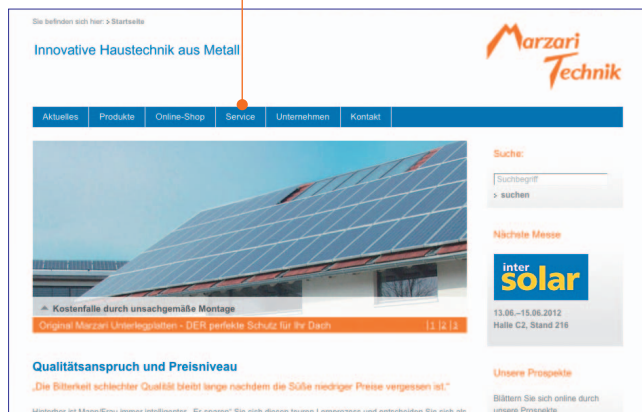 Sie befinden sich hier: > Startseite
Innovative Haustechnik aus Metall
Marzari
Technik
Aktuelles Produkte Online-Shop Service Unternehmen Kontakt
Suche:
Suchbegriff
> suchen
Nächste Messe
inter
solar
13.06.–15.06.2012
Halle C2, Stand 216
Kostenfalle durch unsachgemäße Montage
Original Marzari Unterlegplatten - DER perfekte Schutz für Ihr Dach |1 |2 |3
Qualitätsanspruch und Preisniveau
„Die Bitterkeit schlechter Qualität bleibt lange nachdem die Süße niedriger Preise vergessen ist.“
Unsere Prospekte
Blättern Sie sich online durch
unsere Prospekte